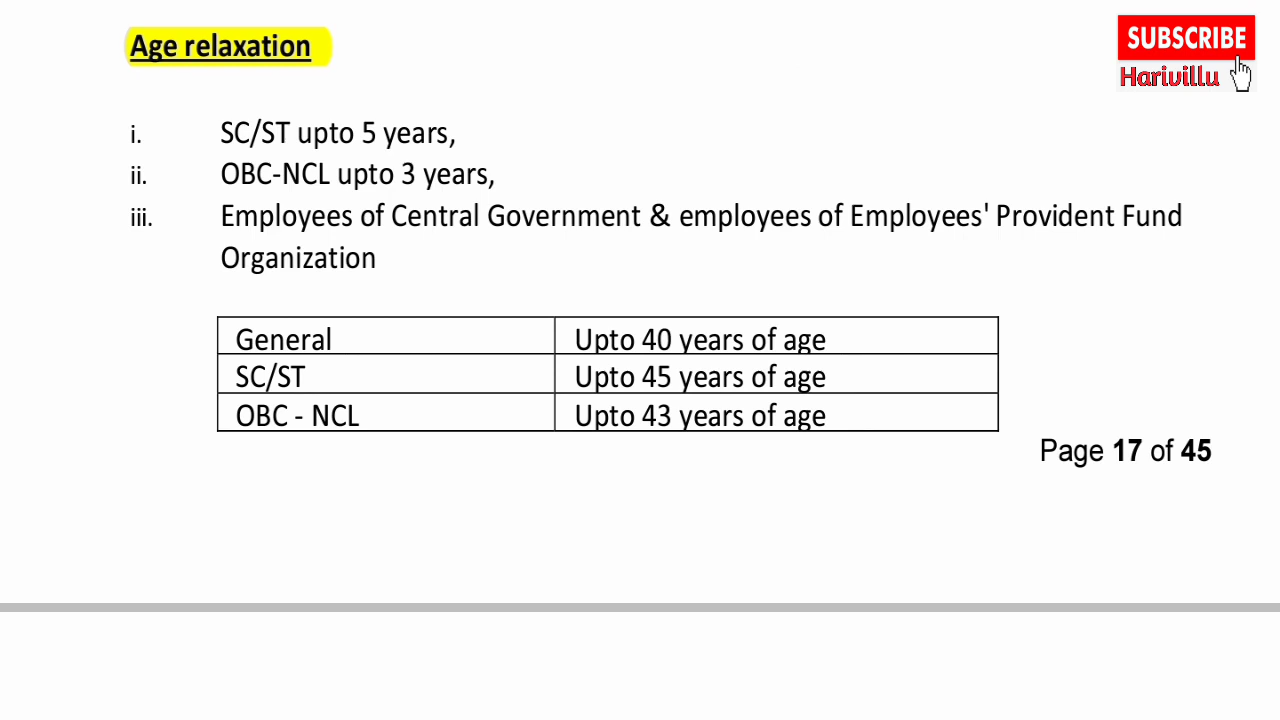 Age relaxation
SUBSCRIBE
Harivillu
i. SC/ST upto 5 years,
ii. OBC-NCL upto 3 years,
iii. Employees of Central Government & employees of Employees' Provident Fund
Organization
General Upto 40 years of age
SC/ST Upto 45 years of age
OBC - NCL Upto 43 years of age
Page 17 of 45